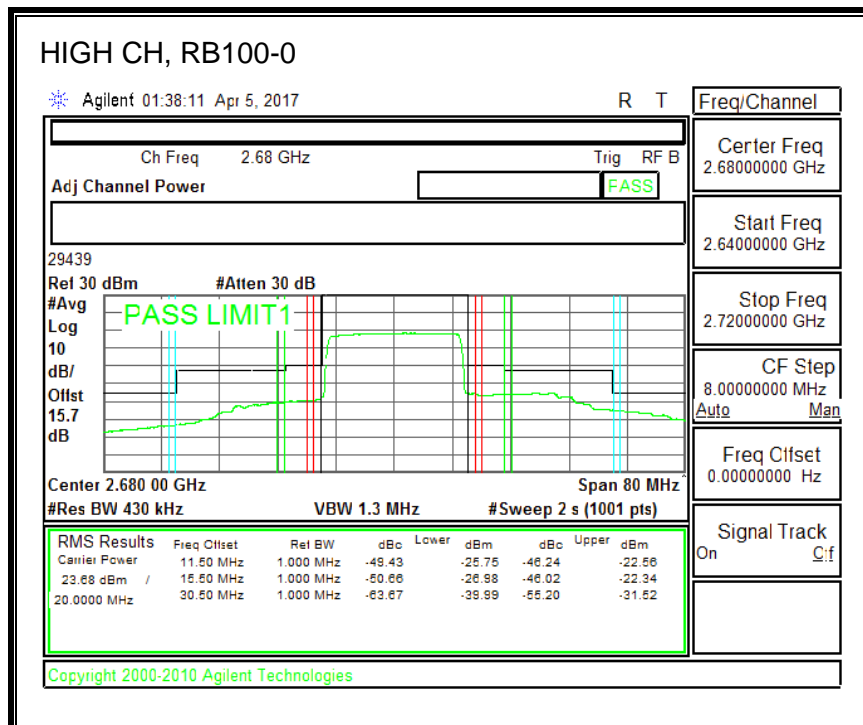 HIGH CH, RB100-0
Agilent 01:38:11 Apr 5, 2017 R T
Freq/Channel
Ch Freq 2.68 GHz Trig RF B
Adj Channel Power PASS
Center Freq
2.68000000 GHz
Start Freq
2.64000000 GHz
Stop Freq
2.72000000 GHz
CF Step
8.00000000 MHz
Auto Man
Freq Offset
0.00000000 Hz
Signal Track
On Off
29439
Ref 30 dBm #Atten 30 dB
#Avg
Log
10
dB/
Offst
15.7
dB
PASS LIMIT1
Center 2.680 00 GHz Span 80 MHz
#Res BW 430 kHz VBW 1.3 MHz #Sweep 2 s (1001 pts)
RMS Results Freq Offset Ref BW dBc Lower dBm dBc Upper dBm
Carrier Power 11.50 MHz 1.000 MHz -49.43 -25.75 -46.24 -22.56
23.68 dBm / 15.50 MHz 1.000 MHz -50.66 -26.98 -46.02 -22.34
20.0000 MHz 30.50 MHz 1.000 MHz -63.67 -39.99 -55.20 -31.52
Copyright 2000-2010 Agilent Technologies